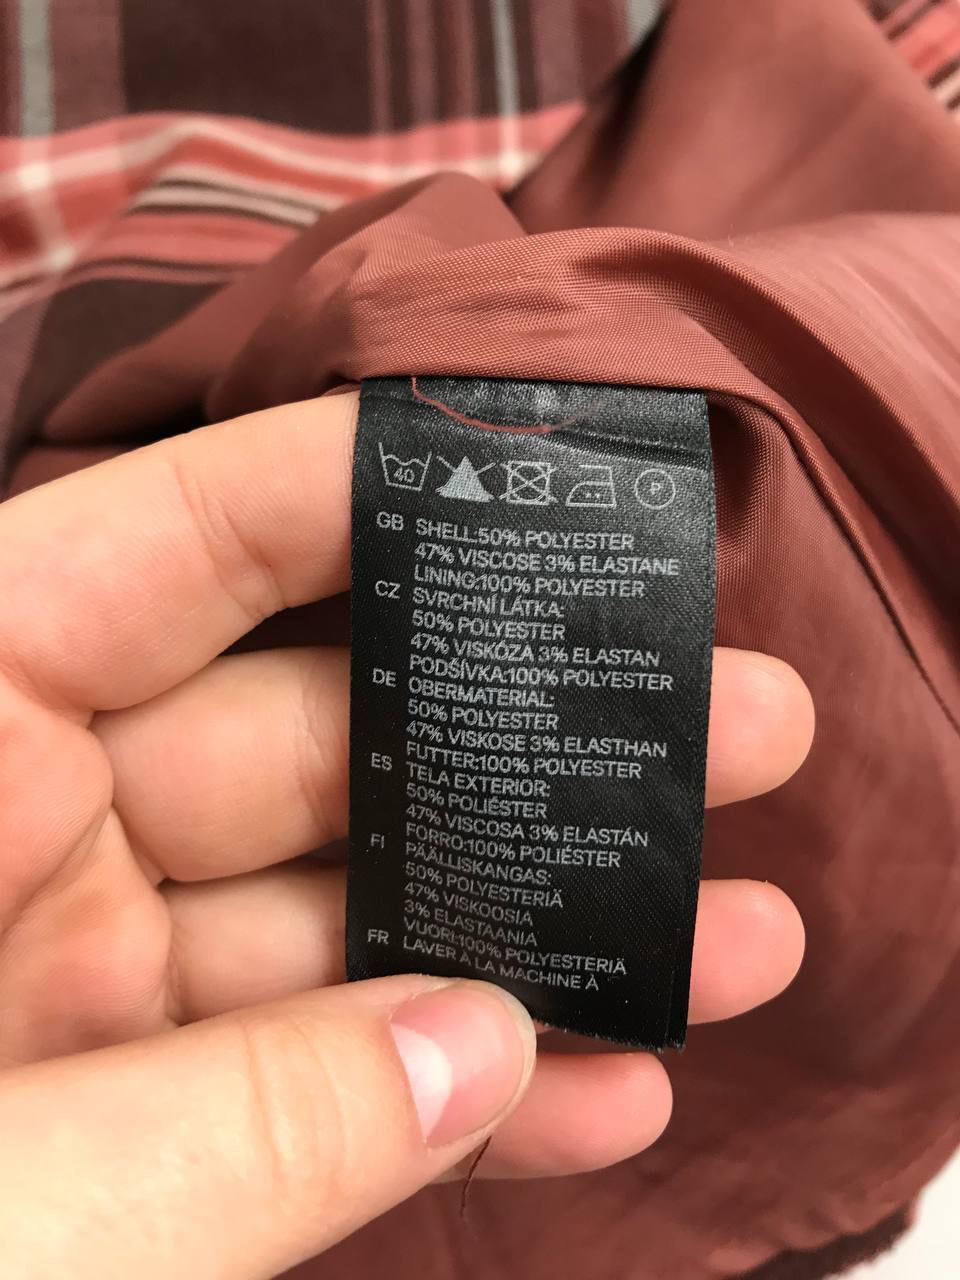 40
P
GB SHELL:50% POLYESTER
47% VISCOSE 3% ELASTANE
LINING:100% POLYESTER
CZ SVRCHNÍ LÁTKA:
50% POLYESTER
47% VISKÓZA 3% ELASTAN
PODŠÍVKA:100% POLYESTER
DE OBERMATERIAL:
50% POLYESTER
47% VISKOSE 3% ELASTHAN
FUTTER:100% POLYESTER
ES TELA EXTERIOR:
50% POLIÉSTER
47% VISCOSA 3% ELASTÁN
FORRO:100% POLIÉSTER
FI PÄÄLLISKANGAS:
50% POLYESTERIÄ
47% VISKOOSIA
3% ELASTAANIA
VUORI:100% POLYESTERIÄ
FR LAVER À LA MACHINE À